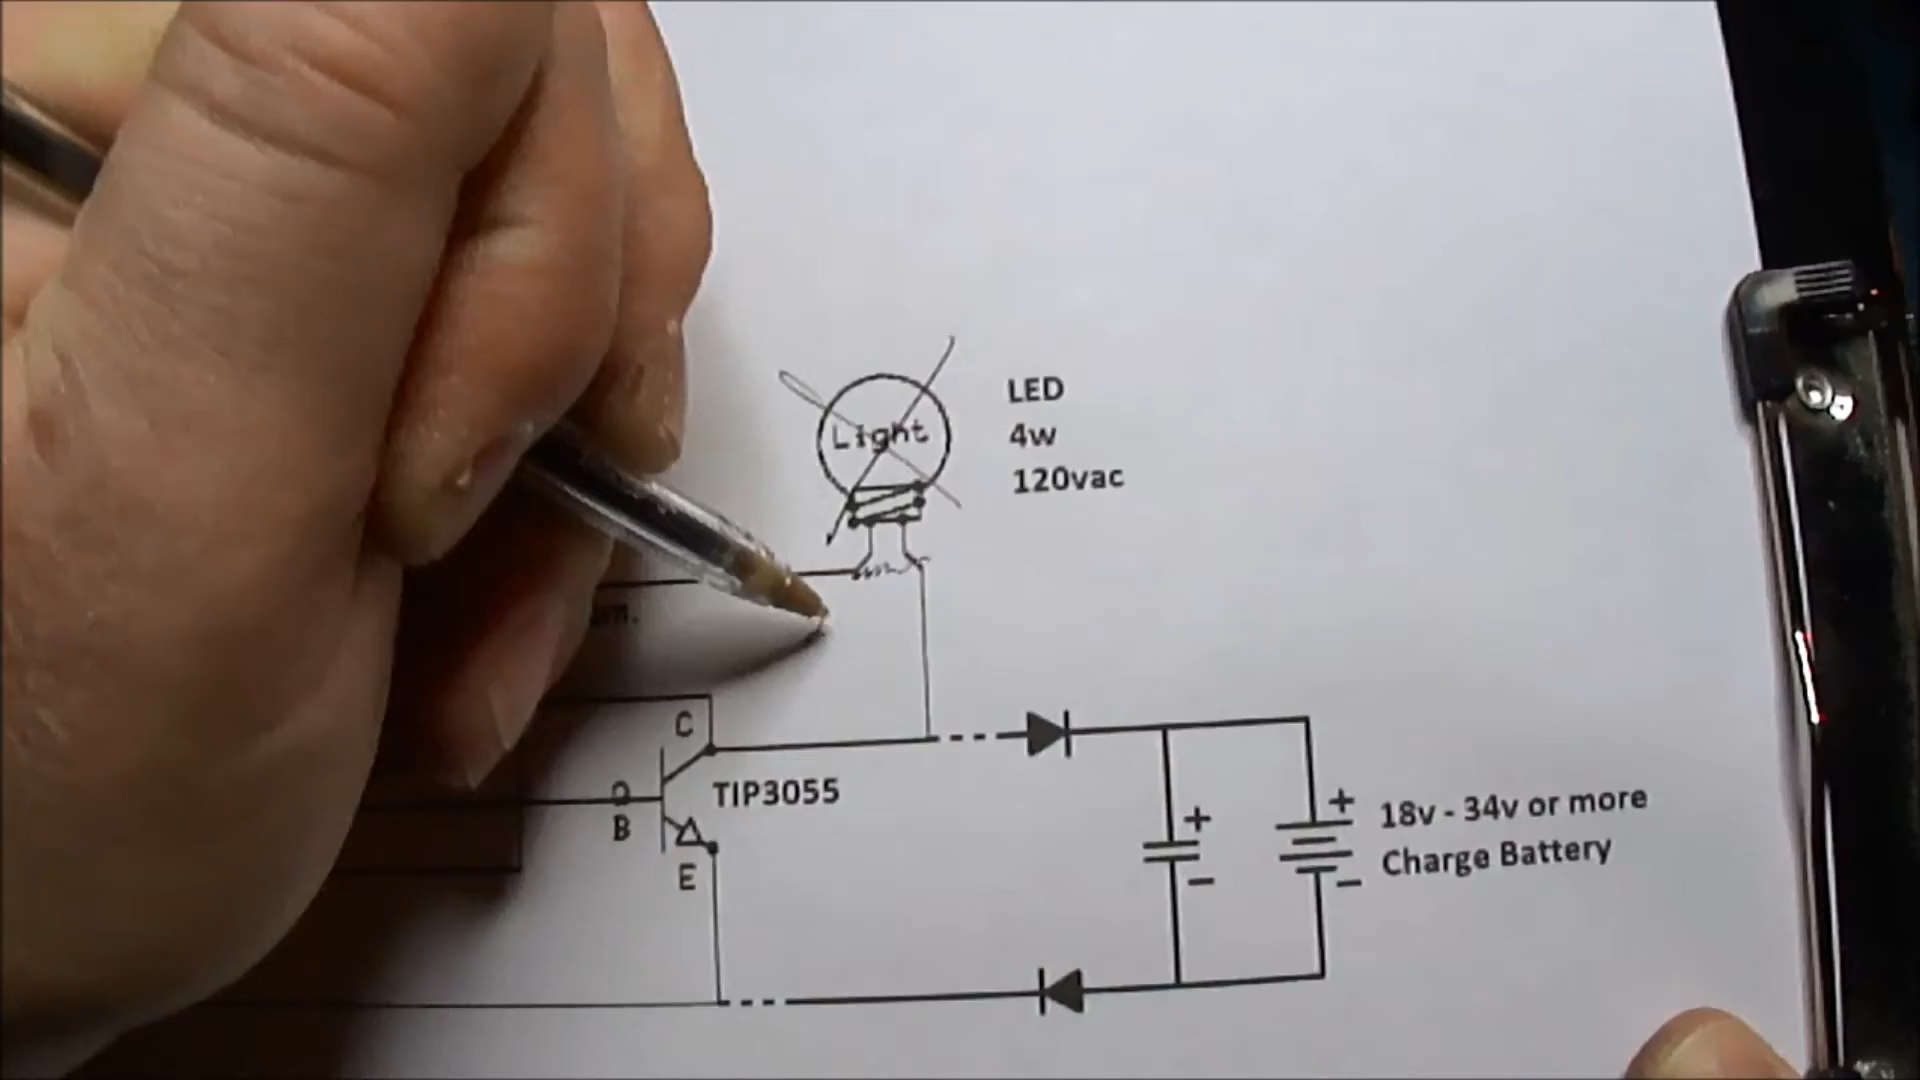 Light
LED
4w
120vac
C
TIP3055
B
E
+
-
+
-
18v - 34v or more
Charge Battery